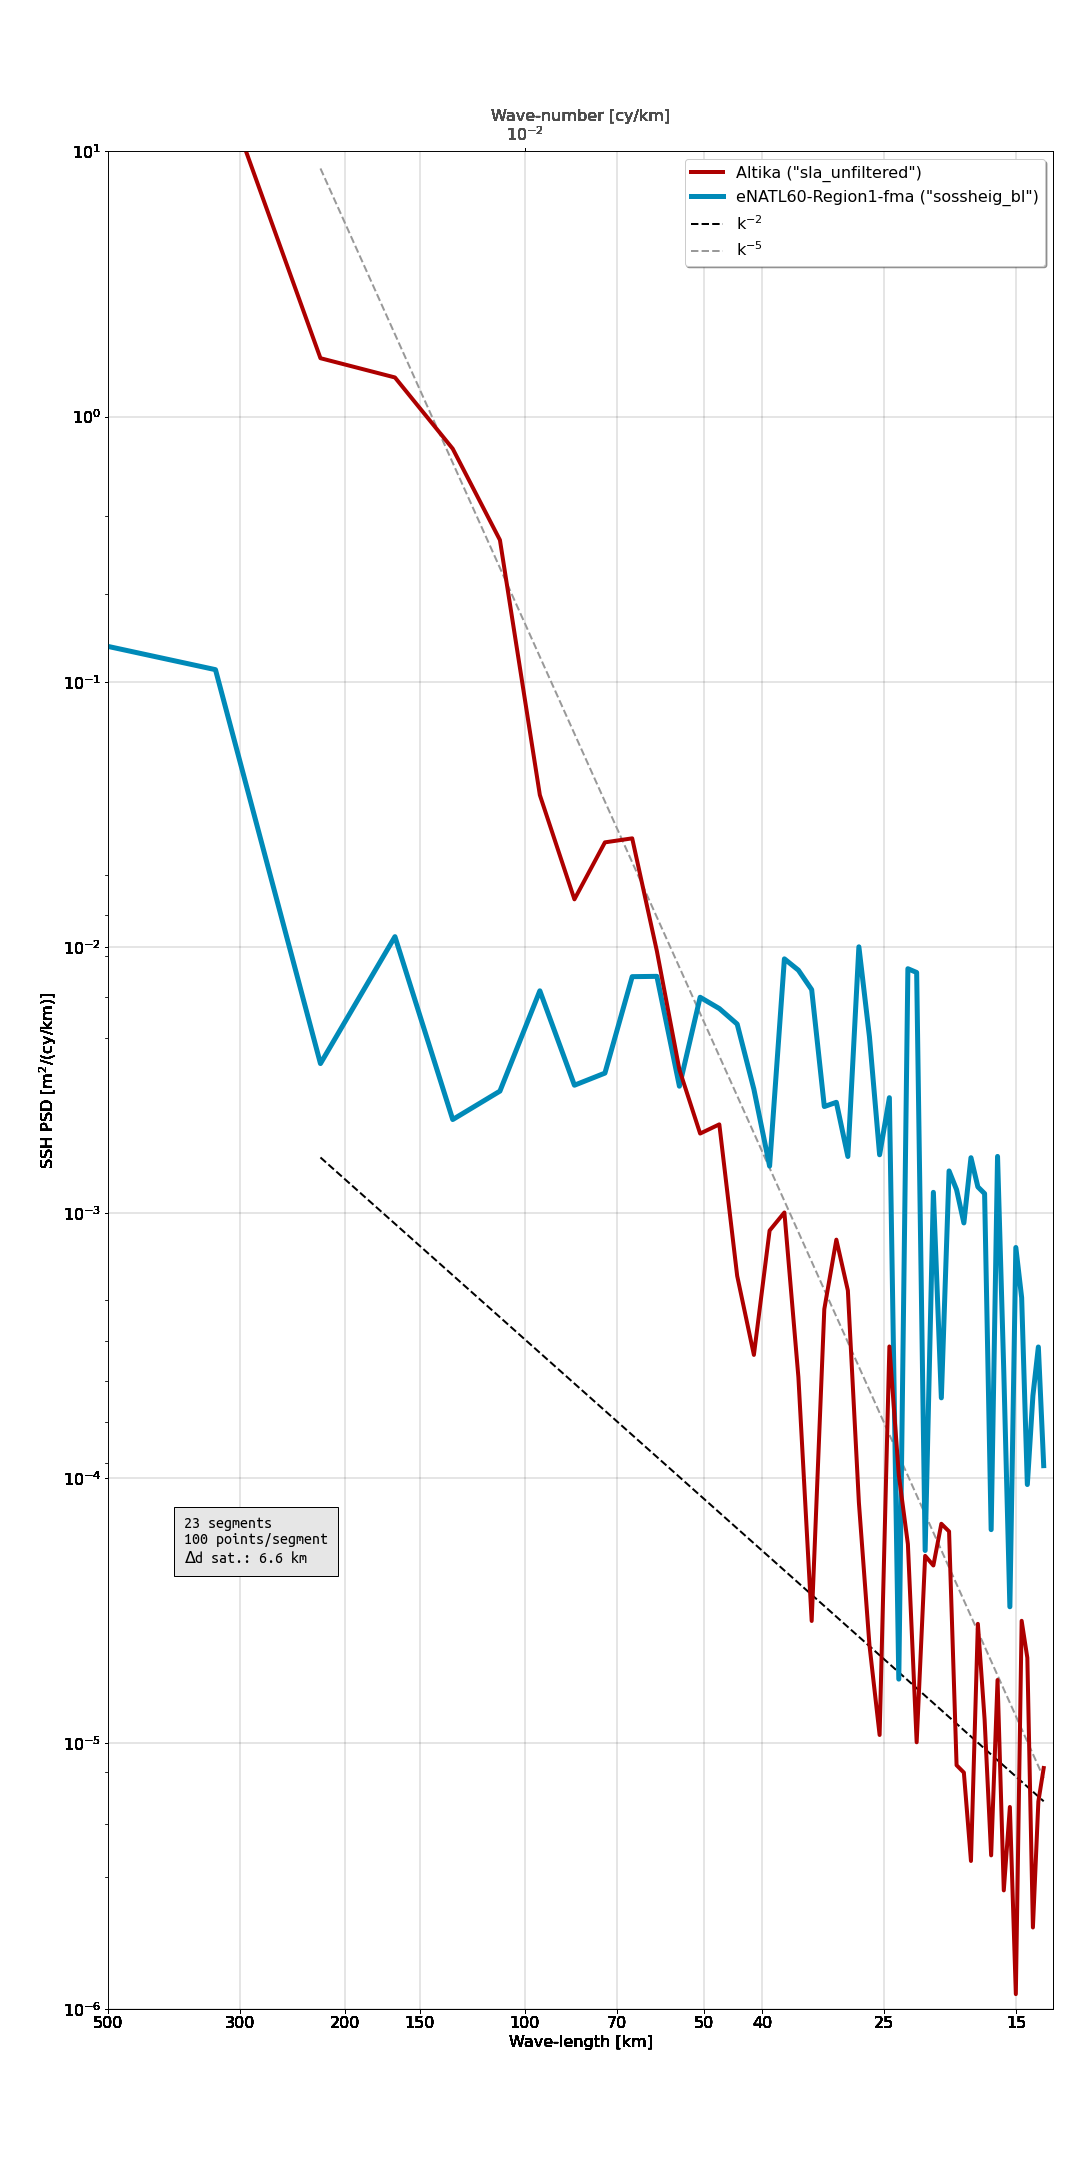 Wave-number [cy/km]
10⁻²
Altika ("sla_unfiltered")
eNATL60-Region1-fma ("sossheig_bl")
k⁻²
k⁻⁵
10¹
10⁰
10⁻¹
10⁻²
10⁻³
10⁻⁴
10⁻⁵
10⁻⁶
SSH PSD [m²/(cy/km)]
23 segments
100 points/segment
Δd sat.: 6.6 km
500 300 200 150 100 70 50 40 25 15
Wave-length [km]